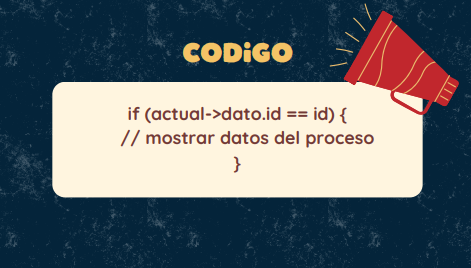 CODiGO
if (actual->dato.id == id) {
// mostrar datos del proceso
}